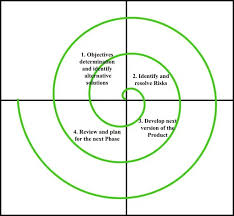 1. Objectives
determination
and identify
alternative
solutions
2. Identify and
resolve Risks
3. Develop next
version of the
Product
4. Review and plan
for the next Phase